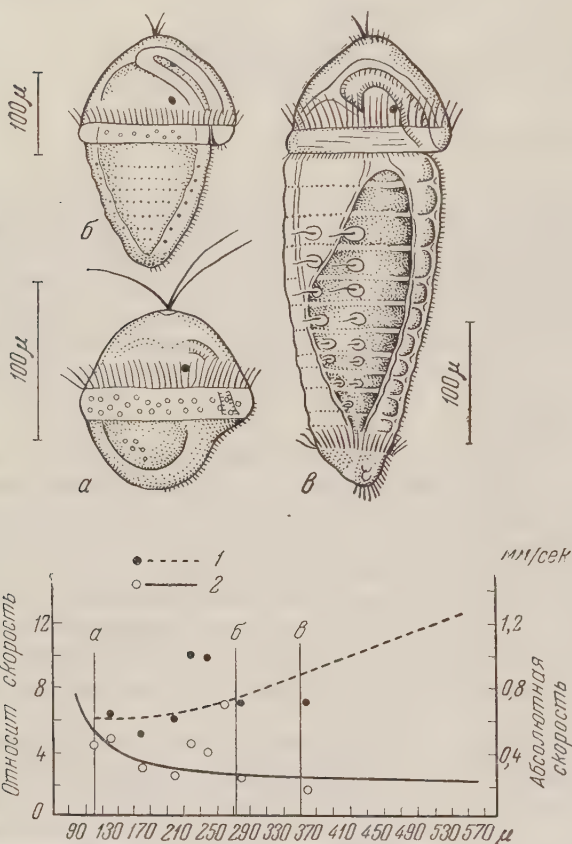 100μ
б
100μ
а
в
100μ
1
2
мм/сек
Относит скорость
12
8
4
0
а
б
в
1,2
0,8
0,4
Абсолютная
скорость
90 130 170 210 250 290 330 370 410 450 490 530 570 μ